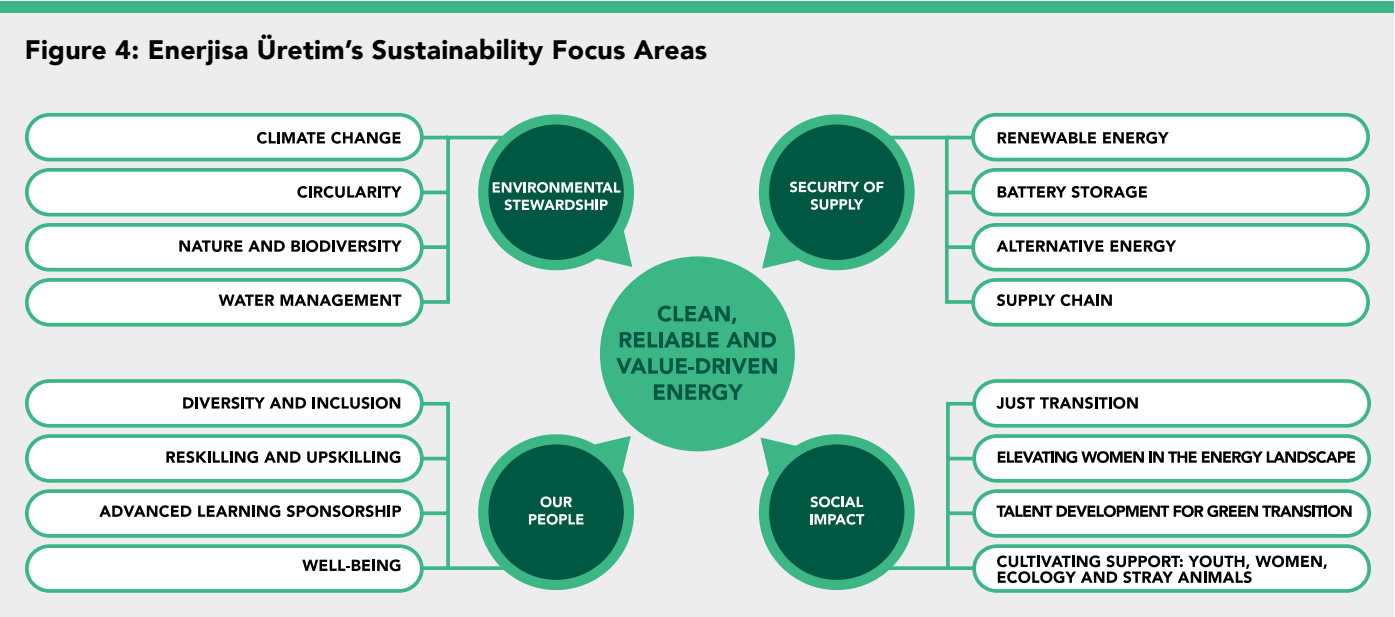 Figure 4: Enerjisa Üretim's Sustainability Focus Areas
CLIMATE CHANGE
CIRCULARITY
NATURE AND BIODIVERSITY
WATER MANAGEMENT
ENVIRONMENTAL
STEWARDSHIP
SECURITY OF
SUPPLY
RENEWABLE ENERGY
BATTERY STORAGE
ALTERNATIVE ENERGY
SUPPLY CHAIN
CLEAN,
RELIABLE AND
VALUE-DRIVEN
ENERGY
DIVERSITY AND INCLUSION
RESKILLING AND UPSKILLING
ADVANCED LEARNING SPONSORSHIP
WELL-BEING
OUR
PEOPLE
SOCIAL
IMPACT
JUST TRANSITION
ELEVATING WOMEN IN THE ENERGY LANDSCAPE
TALENT DEVELOPMENT FOR GREEN TRANSITION
CULTIVATING SUPPORT: YOUTH, WOMEN,
ECOLOGY AND STRAY ANIMALS